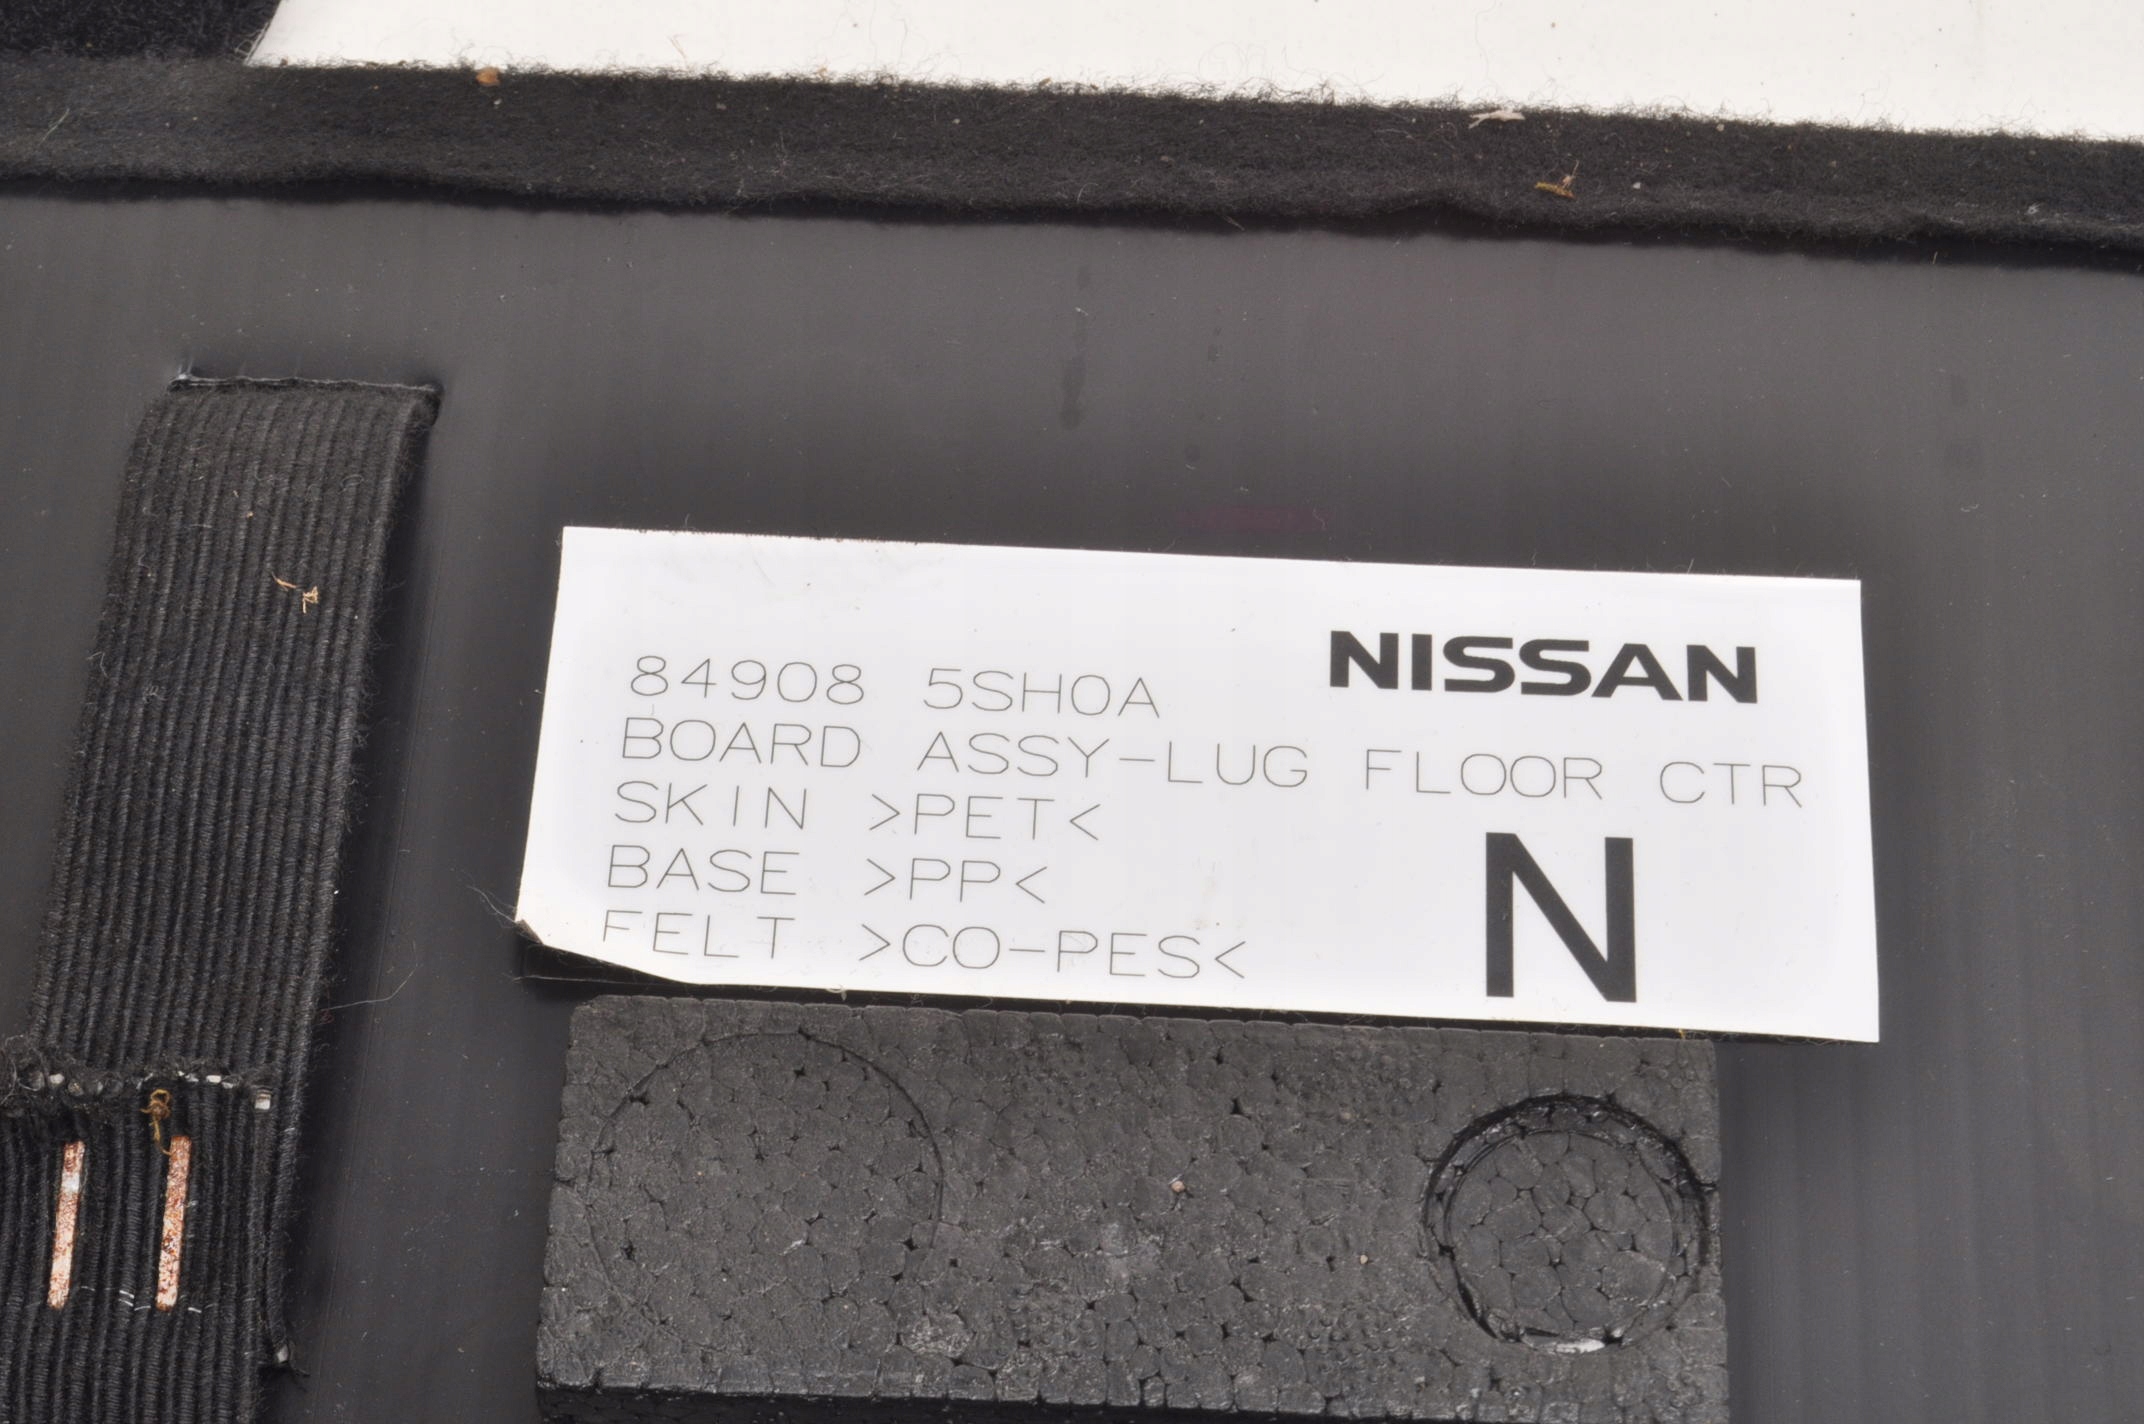 NISSAN
84908 5SH0A
BOARD ASSY-LUG FLOOR CTR
SKIN >PET<
BASE >PP<
FELT >CO-PES<
N